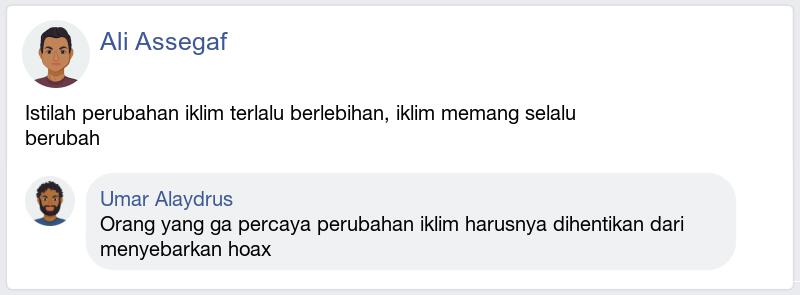 Ali Assegaf
Istilah perubahan iklim terlalu berlebihan, iklim memang selalu
berubah
Umar Alaydrus
Orang yang ga percaya perubahan iklim harusnya dihentikan dari
menyebarkan hoax